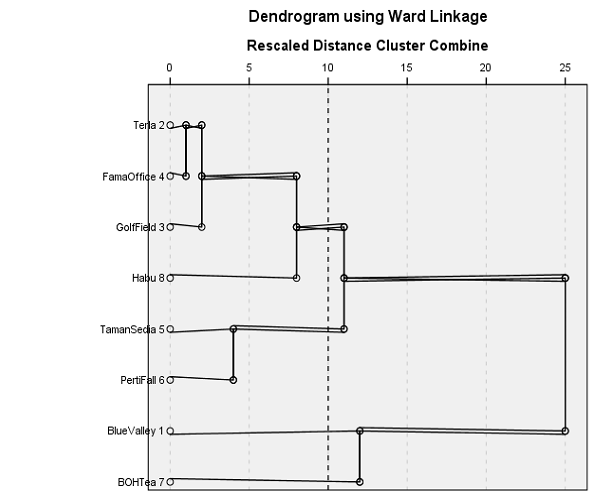 Dendrogram using Ward Linkage
Rescaled Distance Cluster Combine
0 5 10 15 20 25
Terla 2
FamaOffice 4
GolfField 3
Habu 8
TamanSedia 5
PertiFall 6
BlueValley 1
BOHTea 7